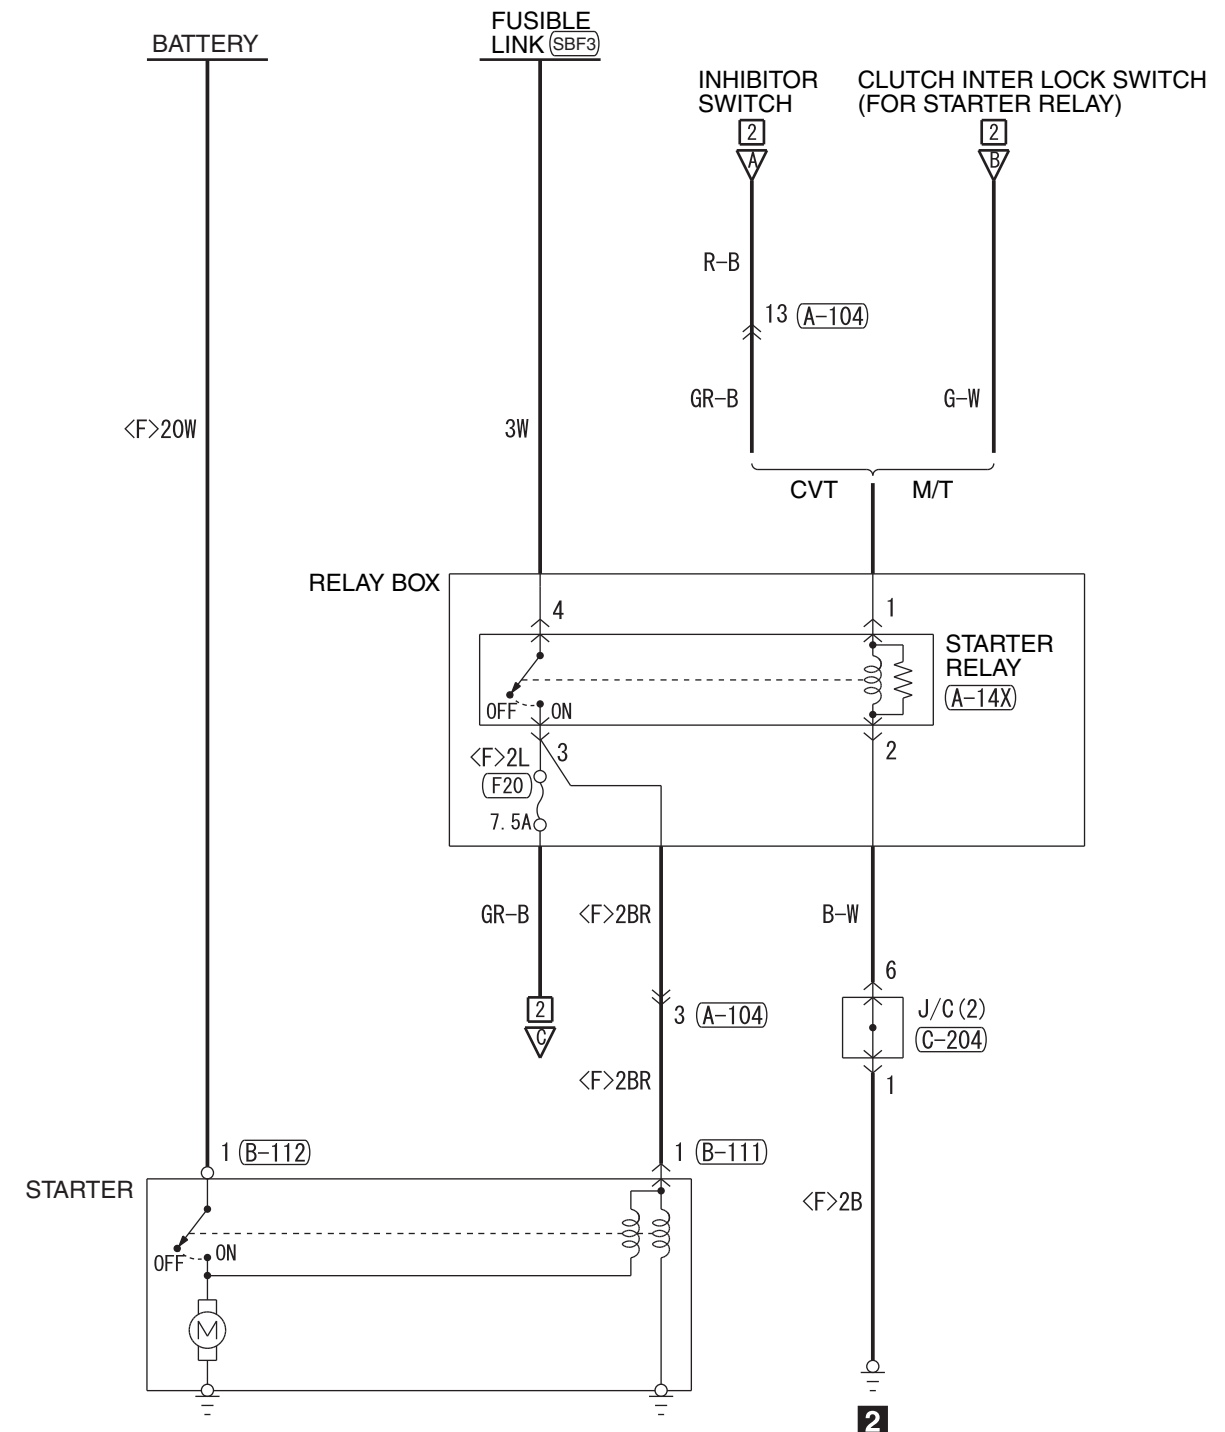 BATTERY
FUSIBLE
LINK SBF3
INHIBITOR
SWITCH
CLUTCH INTER LOCK SWITCH
(FOR STARTER RELAY)
2
2
A
B
R-B
13 A-104
GR-B
G-W
<F>20W
3W
CVT
M/T
RELAY BOX
4
1
STARTER
RELAY
A-14X
OFF
ON
3
2
<F>2L
F20
7.5A
GR-B
<F>2BR
B-W
6
2
C
3 A-104
J/C(2)
C-204
<F>2BR
1
1 B-112
1 B-111
STARTER
<F>2B
OFF
ON
M
2